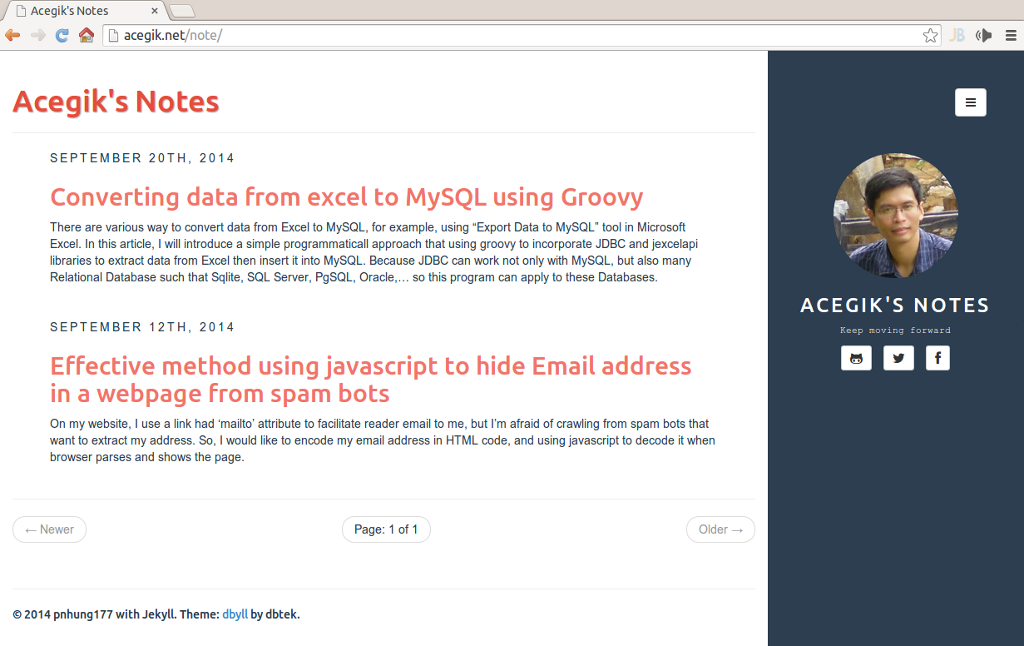 Acegik's Notes
acegik.net/note/
JB
Acegik's Notes
SEPTEMBER 20TH, 2014
Converting data from excel to MySQL using Groovy
There are various way to convert data from Excel to MySQL, for example, using “Export Data to MySQL” tool in Microsoft
Excel. In this article, I will introduce a simple programmaticall approach that using groovy to incorporate JDBC and jexcelapi
libraries to extract data from Excel then insert it into MySQL. Because JDBC can work not only with MySQL, but also many
Relational Database such that Sqlite, SQL Server, PgSQL, Oracle,… so this program can apply to these Databases.
SEPTEMBER 12TH, 2014
Effective method using javascript to hide Email address
in a webpage from spam bots
On my website, I use a link had ‘mailto’ attribute to facilitate reader email to me, but I’m afraid of crawling from spam bots that
want to extract my address. So, I would like to encode my email address in HTML code, and using javascript to decode it when
browser parses and shows the page.
← Newer
Page: 1 of 1
Older →
© 2014 pnhung177 with Jekyll. Theme: dbyll by dbtek.
ACEGIK'S NOTES
Keep moving forward